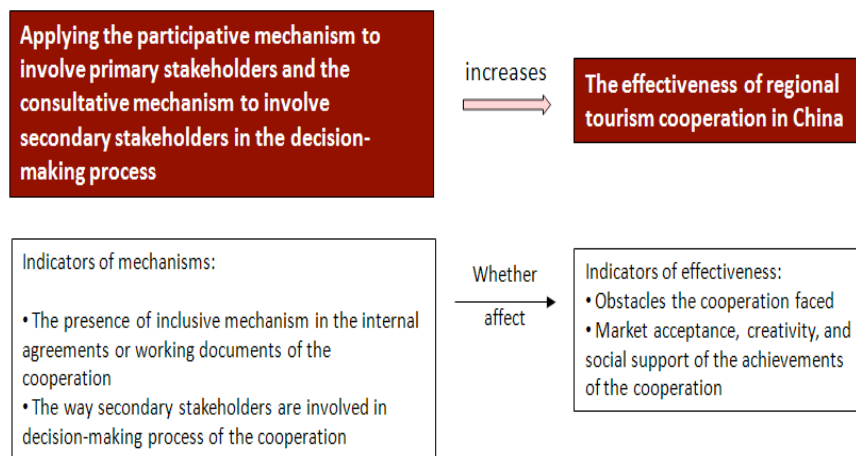 Applying the participative mechanism to
involve primary stakeholders and the
consultative mechanism to involve
secondary stakeholders in the decision-
making process
increases
The effectiveness of regional
tourism cooperation in China
Indicators of mechanisms:
• The presence of inclusive mechanism in the internal
agreements or working documents of the
cooperation
• The way secondary stakeholders are involved in
decision-making process of the cooperation
Whether
affect
Indicators of effectiveness:
• Obstacles the cooperation faced
• Market acceptance, creativity, and
social support of the achievements
of the cooperation